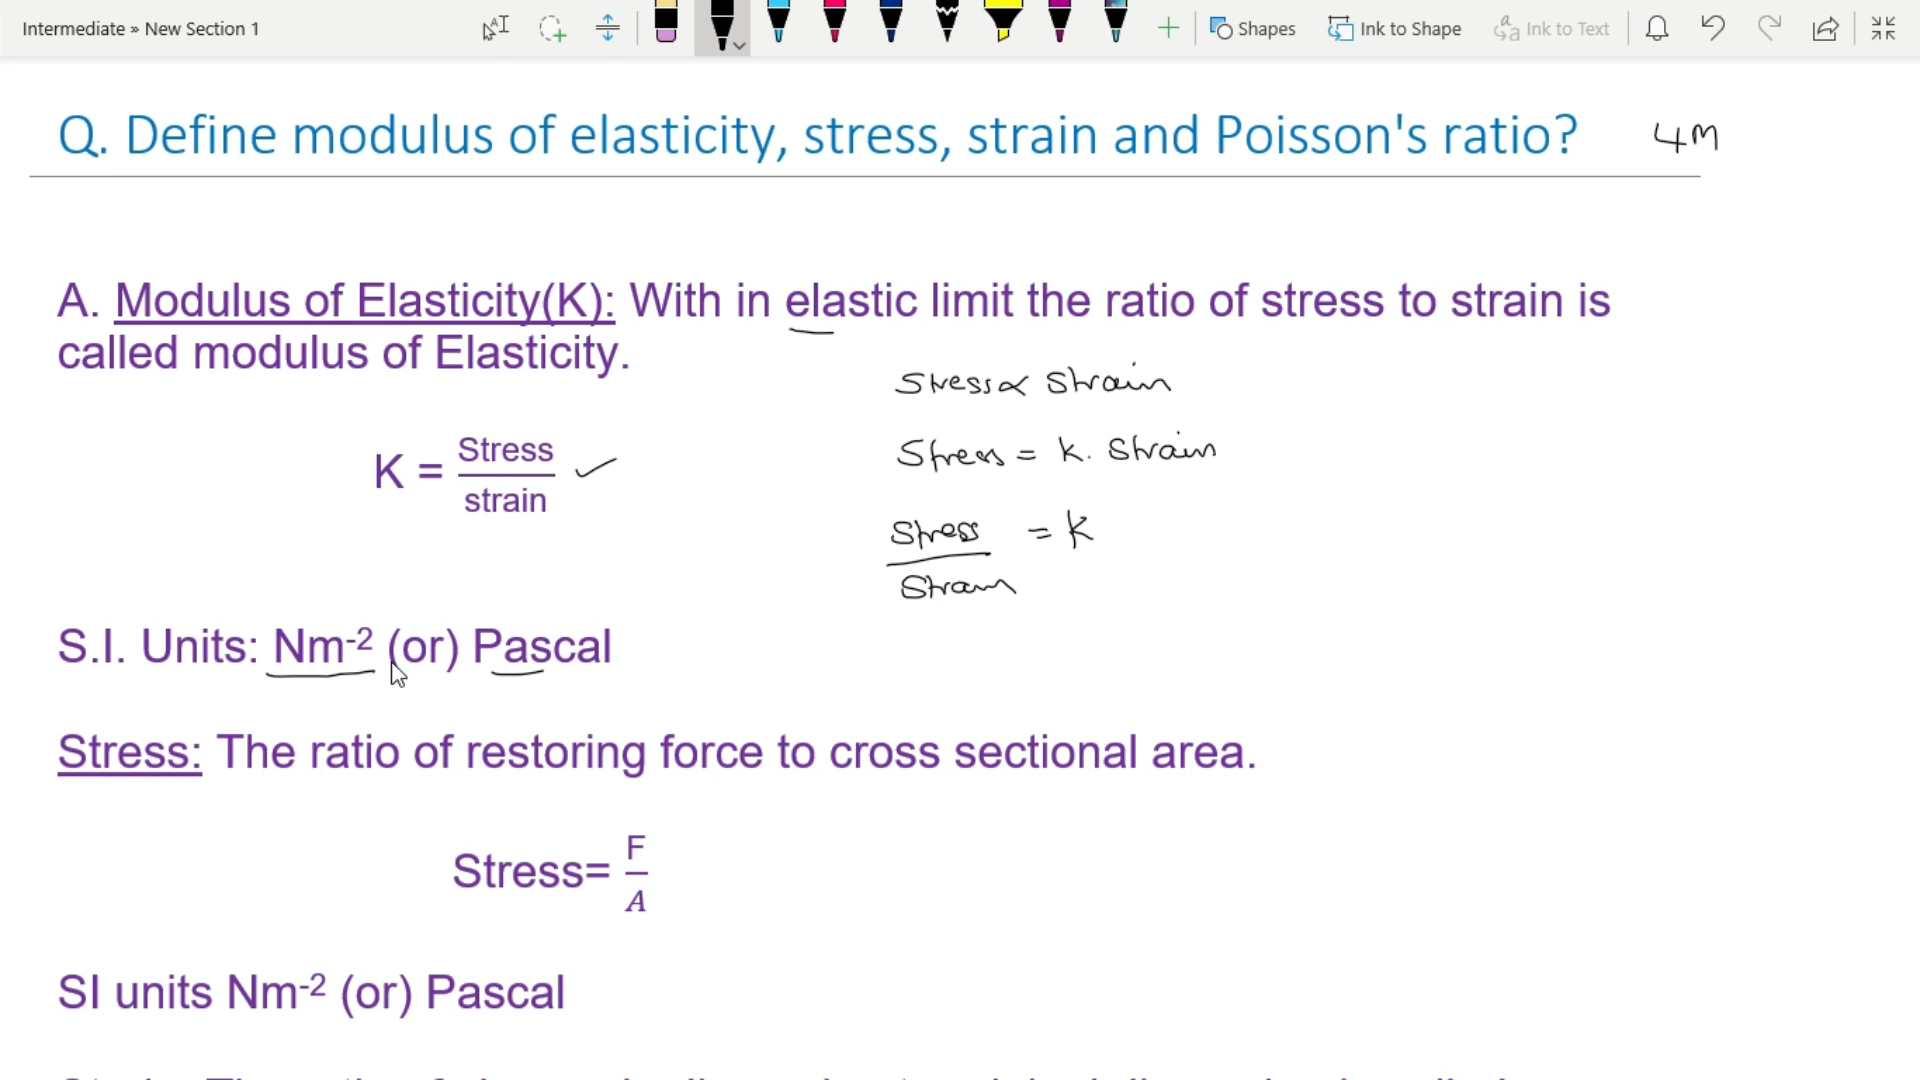 Intermediate » New Section 1
Shapes
Ink to Shape
Ink to Text
Q. Define modulus of elasticity, stress, strain and Poisson's ratio? 4M
A. Modulus of Elasticity(K): With in elastic limit the ratio of stress to strain is
called modulus of Elasticity.
Stress ∝ Strain
K = Stress / strain ✓
Stress = K. Strain
Stress / Strain = K
S.I. Units: Nm⁻² (or) Pascal
Stress: The ratio of restoring force to cross sectional area.
Stress= F / A
SI units Nm⁻² (or) Pascal